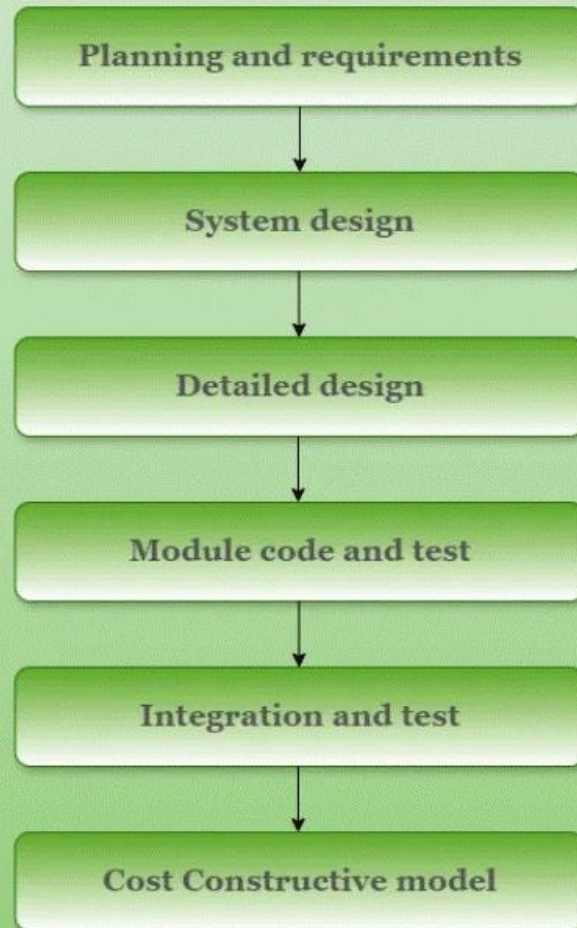 Planning and requirements
System design
Detailed design
Module code and test
Integration and test
Cost Constructive model